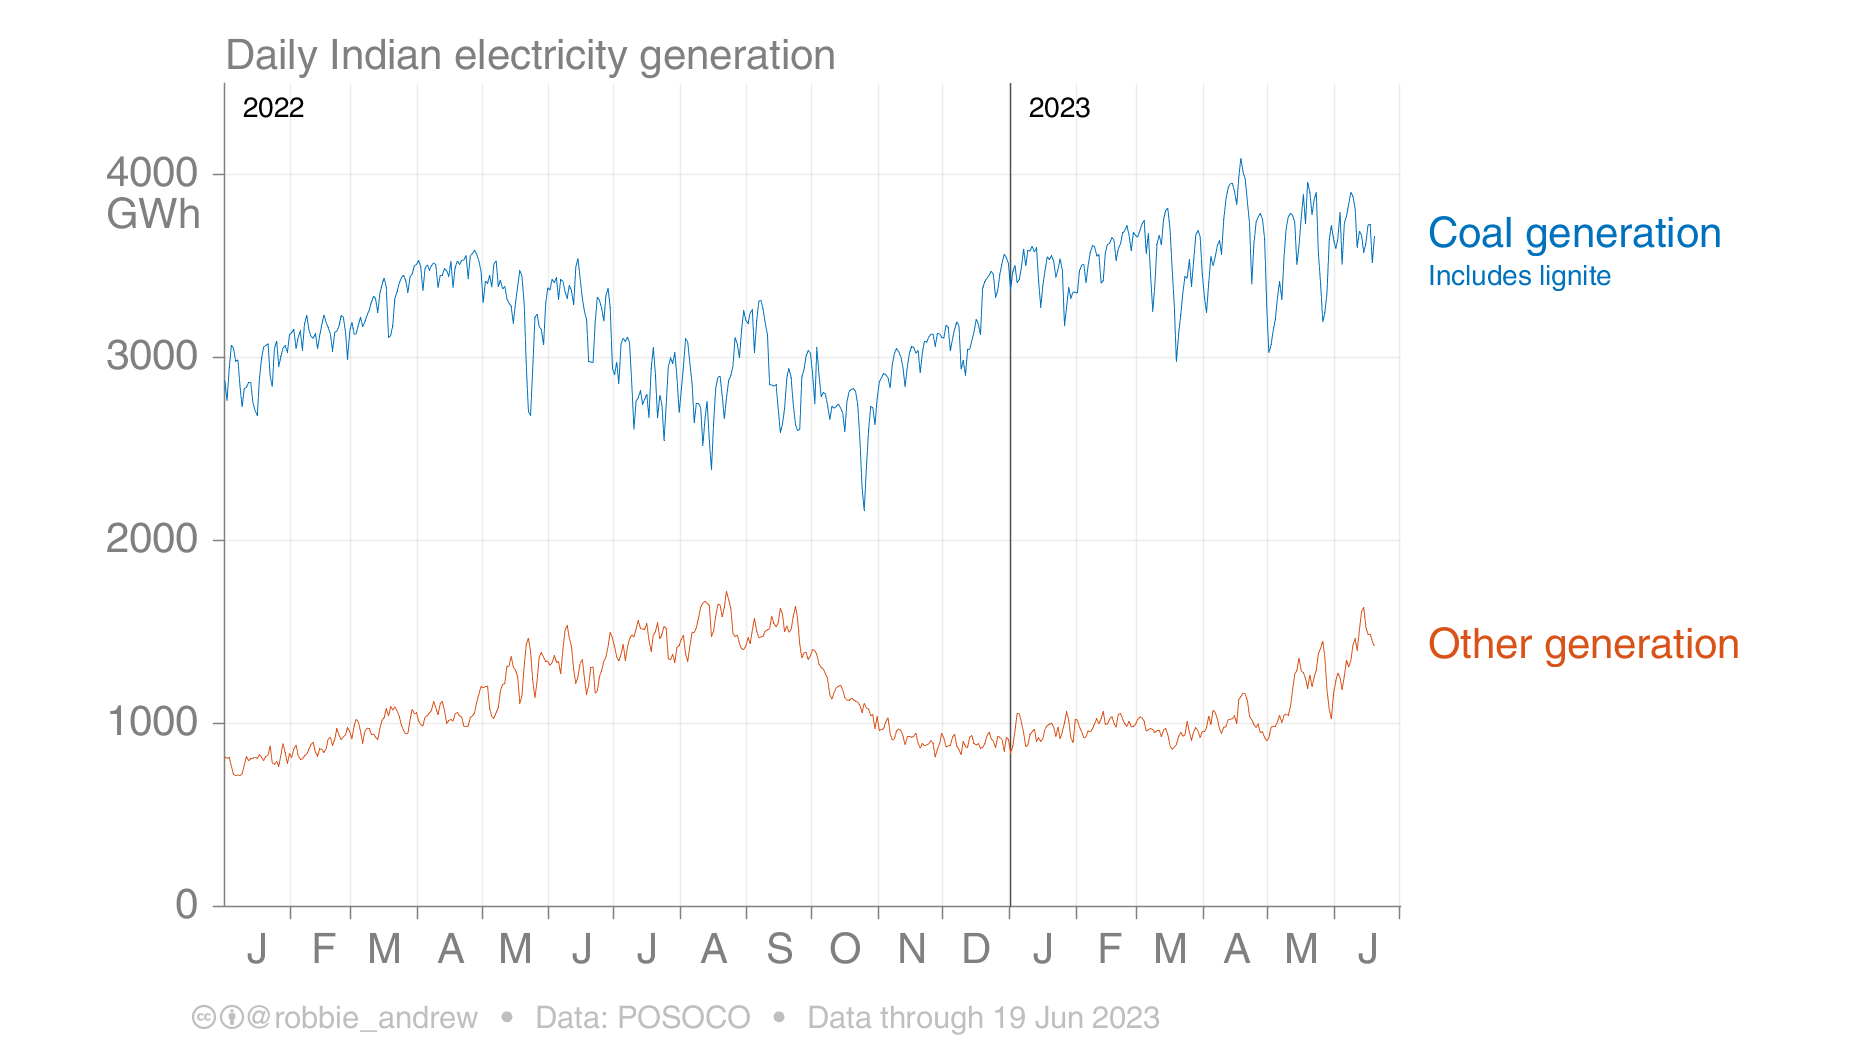 Daily Indian electricity generation
2022
2023
4000
GWh
3000
2000
1000
0
Coal generation
Includes lignite
Other generation
J F M A M J J A S O N D J F M A M J
@robbie_andrew • Data: POSOCO • Data through 19 Jun 2023